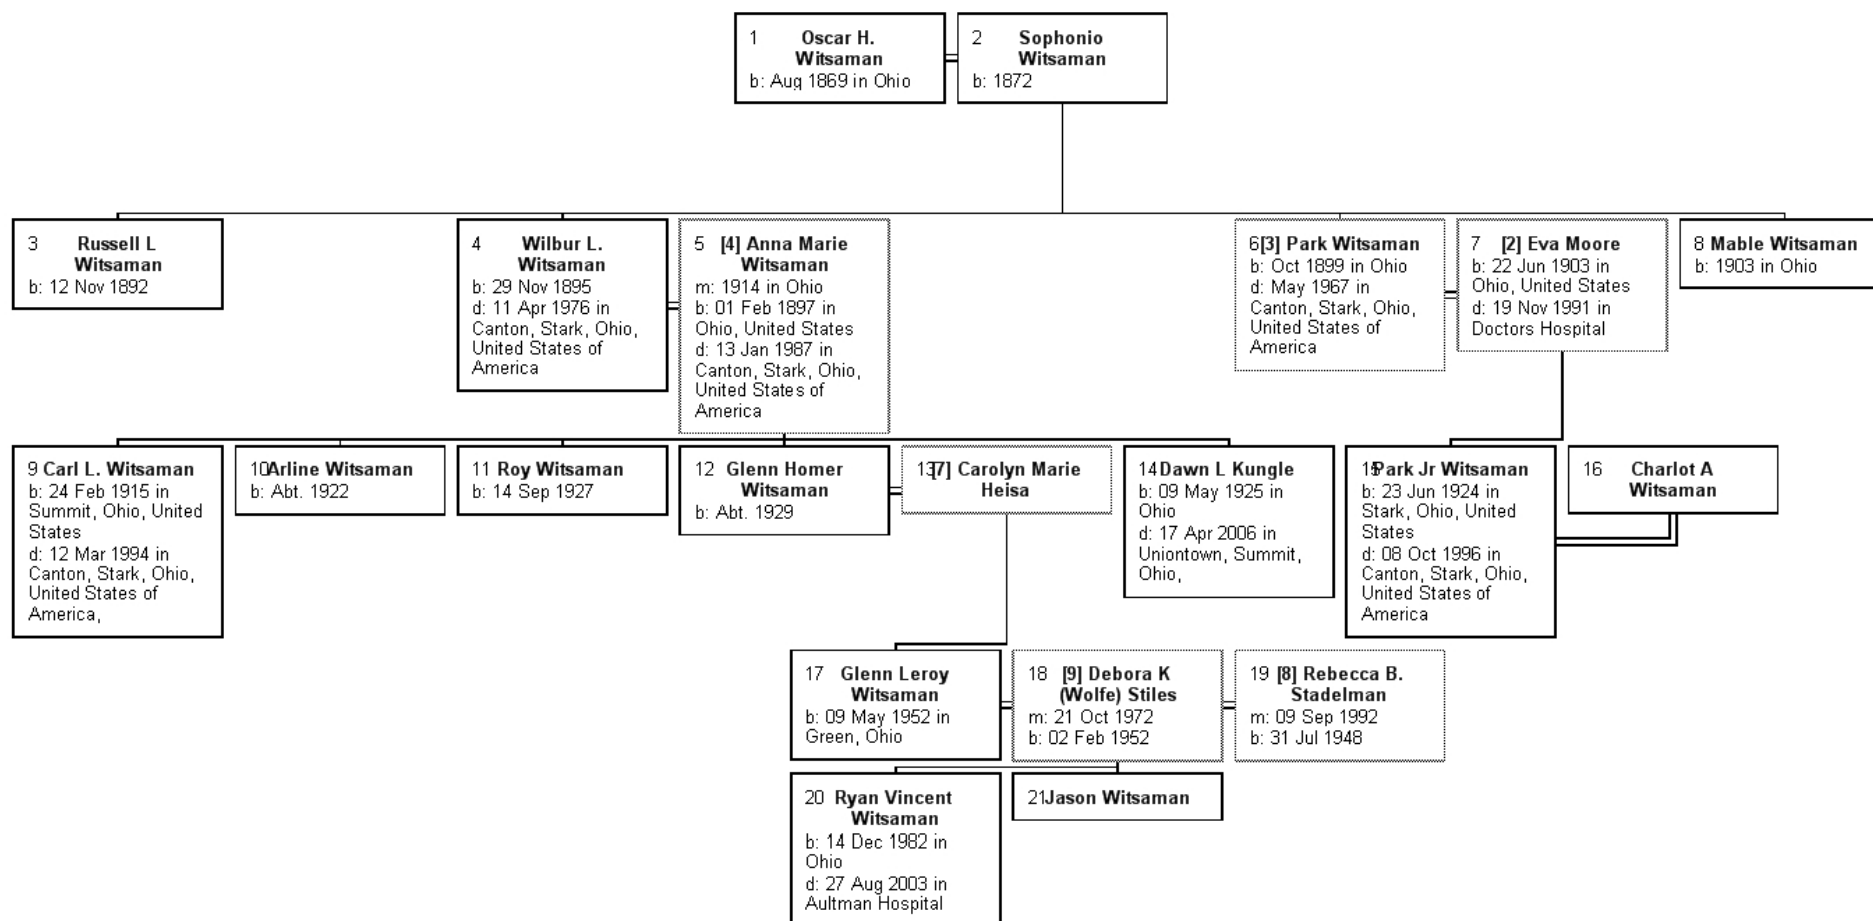 1 Oscar H.
Witsaman
b: Aug 1869 in Ohio
2 Sophonio
Witsaman
b: 1872
3 Russell L
Witsaman
b: 12 Nov 1892
4 Wilbur L.
Witsaman
b: 29 Nov 1895
d: 11 Apr 1976 in
Canton, Stark, Ohio,
United States of
America
5 [4] Anna Marie
Witsaman
m: 1914 in Ohio
b: 01 Feb 1897 in
Ohio, United States
d: 13 Jan 1987 in
Canton, Stark, Ohio,
United States of
America
6 [3] Park Witsaman
b: Oct 1899 in Ohio
d: May 1967 in
Canton, Stark, Ohio,
United States of
America
7 [2] Eva Moore
b: 22 Jun 1903 in
Ohio, United States
d: 19 Nov 1991 in
Doctors Hospital
8 Mable Witsaman
b: 1903 in Ohio
9 Carl L. Witsaman
b: 24 Feb 1915 in
Summit, Ohio, United
States
d: 12 Mar 1994 in
Canton, Stark, Ohio,
United States of
America,
10 Arline Witsaman
b: Abt. 1922
11 Roy Witsaman
b: 14 Sep 1927
12 Glenn Homer
Witsaman
b: Abt. 1929
13 [7] Carolyn Marie
Heisa
14 Dawn L Kungle
b: 09 May 1925 in
Ohio
d: 17 Apr 2006 in
Uniontown, Summit,
Ohio,
15 Park Jr Witsaman
b: 23 Jun 1924 in
Stark, Ohio, United
States
d: 08 Oct 1996 in
Canton, Stark, Ohio,
United States of
America
16 Charlot A
Witsaman
17 Glenn Leroy
Witsaman
b: 09 May 1952 in
Green, Ohio
18 [9] Debora K
(Wolfe) Stiles
m: 21 Oct 1972
b: 02 Feb 1952
19 [8] Rebecca B.
Stadelman
m: 09 Sep 1992
b: 31 Jul 1948
20 Ryan Vincent
Witsaman
b: 14 Dec 1982 in
Ohio
d: 27 Aug 2003 in
Aultman Hospital
21 Jason Witsaman